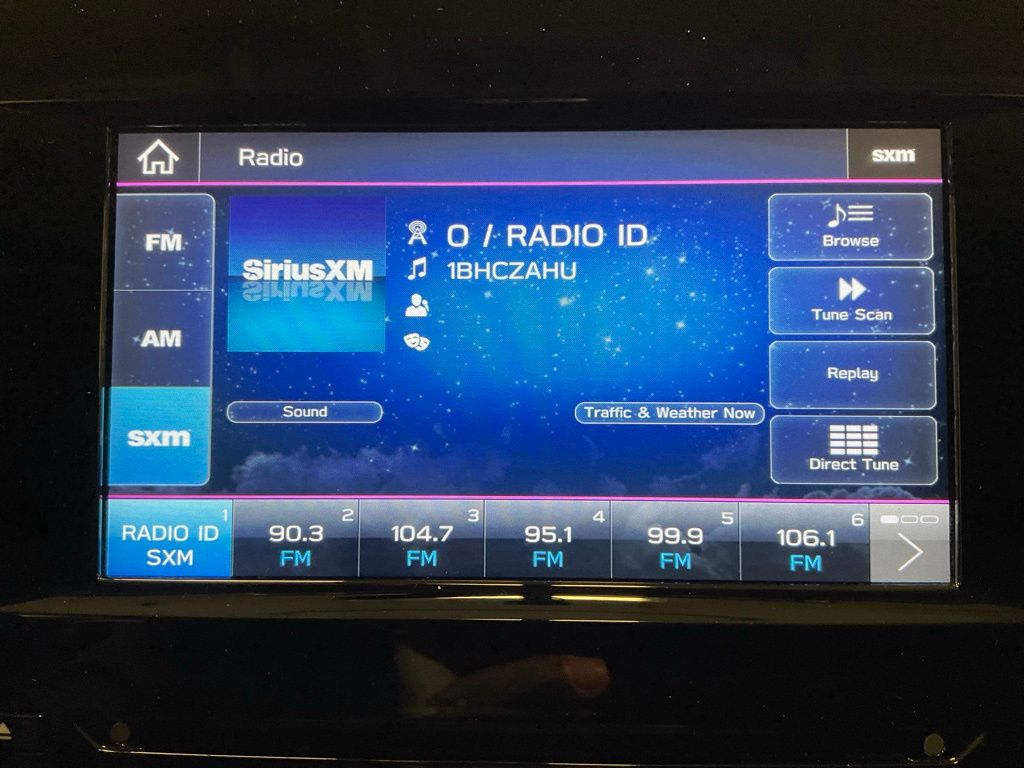 Radio
sxm
FM
AM
sxm
SiriusXM
0 / RADIO ID
1BHCZAHU
Sound
Traffic & Weather Now
Browse
Tune Scan
Replay
Direct Tune
1
RADIO ID
SXM
2
90.3
FM
3
104.7
FM
4
95.1
FM
5
99.9
FM
6
106.1
FM